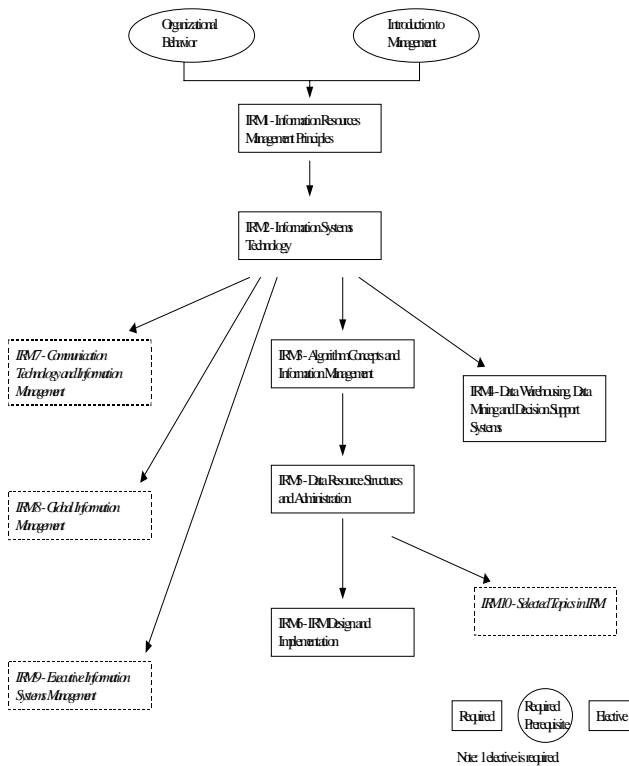 Organizational
Behavior
Introduction to
Management
IRM1 - Information Resources
Management Principles
IRM2 - Information Systems
Technology
IRM7 - Communication
Technology and Information
Management
IRM3 - Algorithm Concepts and
Information Management
IRM4 - Data Warehousing, Data
Mining and Decision Support
Systems
IRM8 - Global Information
Management
IRM5 - Data Resource Structures
and Administration
IRM10 - Selected Topics in IRM
IRM6 - IRM Design and
Implementation
IRM9 - Executive Information
Systems Management
Required
Required
Prerequisite
Elective
Note: 1 elective is required.